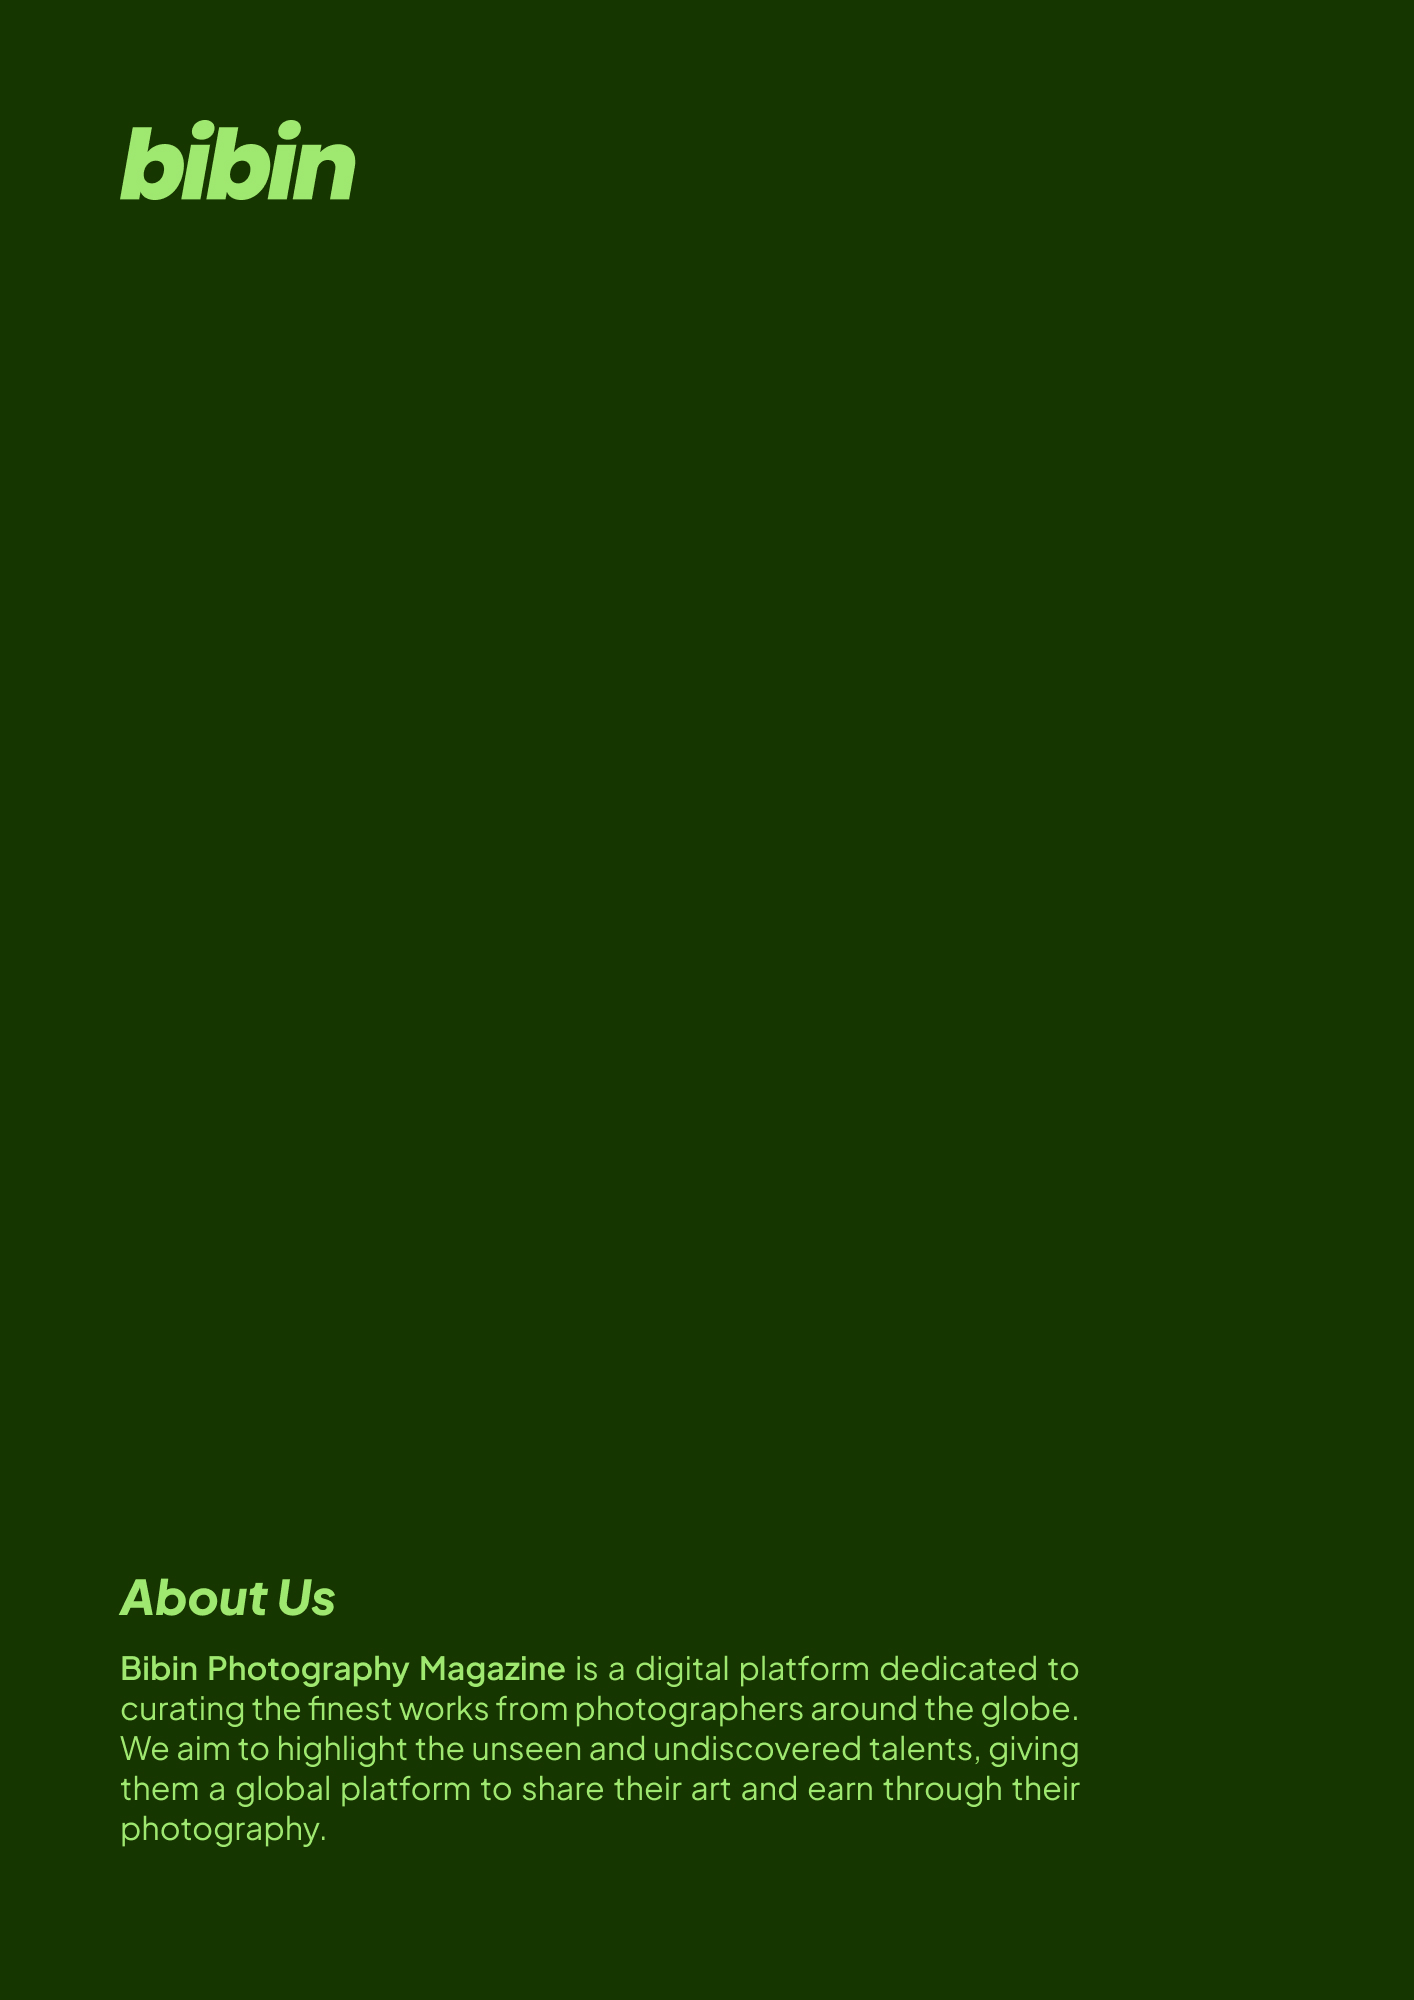 bibin
About Us
Bibin Photography Magazine is a digital platform dedicated to
curating the finest works from photographers around the globe.
We aim to highlight the unseen and undiscovered talents, giving
them a global platform to share their art and earn through their
photography.